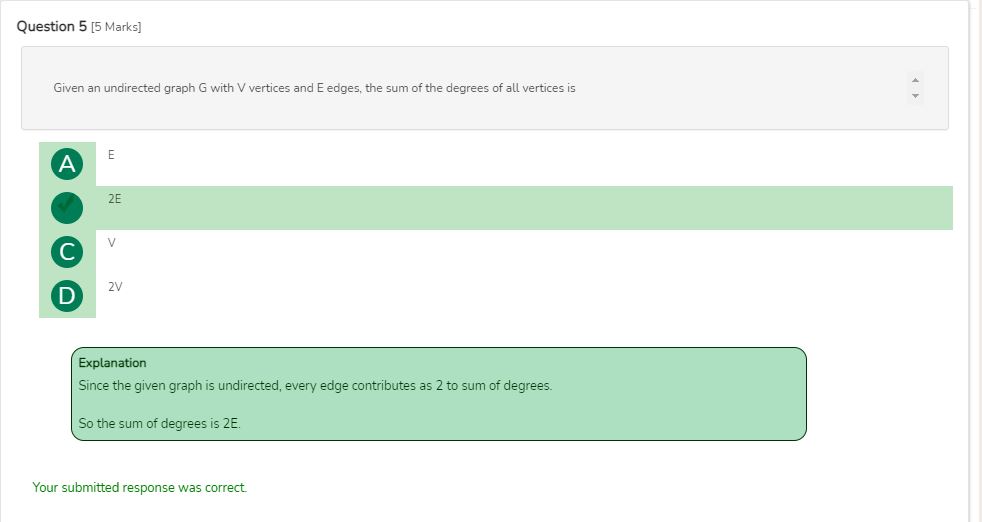 Question 5 [5 Marks]
Given an undirected graph G with V vertices and E edges, the sum of the degrees of all vertices is
A E
2E
C V
D 2V
Explanation
Since the given graph is undirected, every edge contributes as 2 to sum of degrees.
So the sum of degrees is 2E.
Your submitted response was correct.